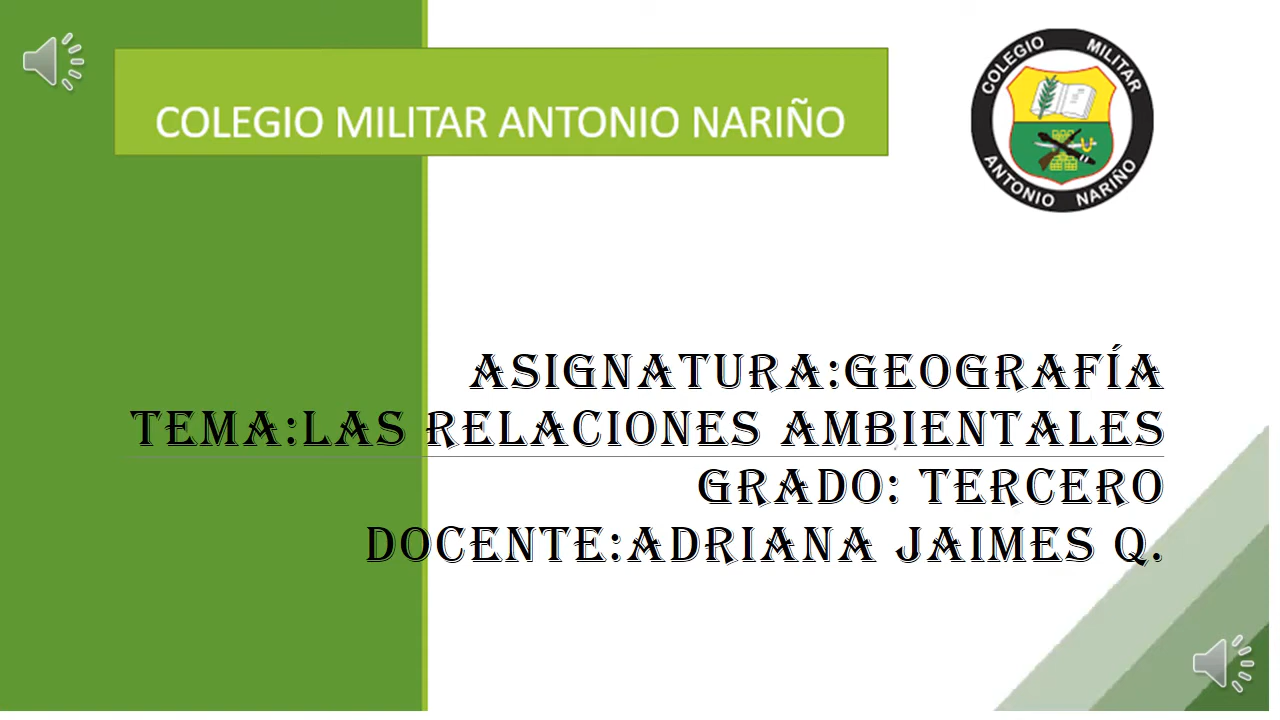 COLEGIO MILITAR ANTONIO NARIÑO
COLEGIO MILITAR
ANTONIO NARIÑO
ASIGNATURA:GEOGRAFÍA
TEMA:LAS RELACIONES AMBIENTALES
GRADO: TERCERO
DOCENTE:ADRIANA JAIMES Q.